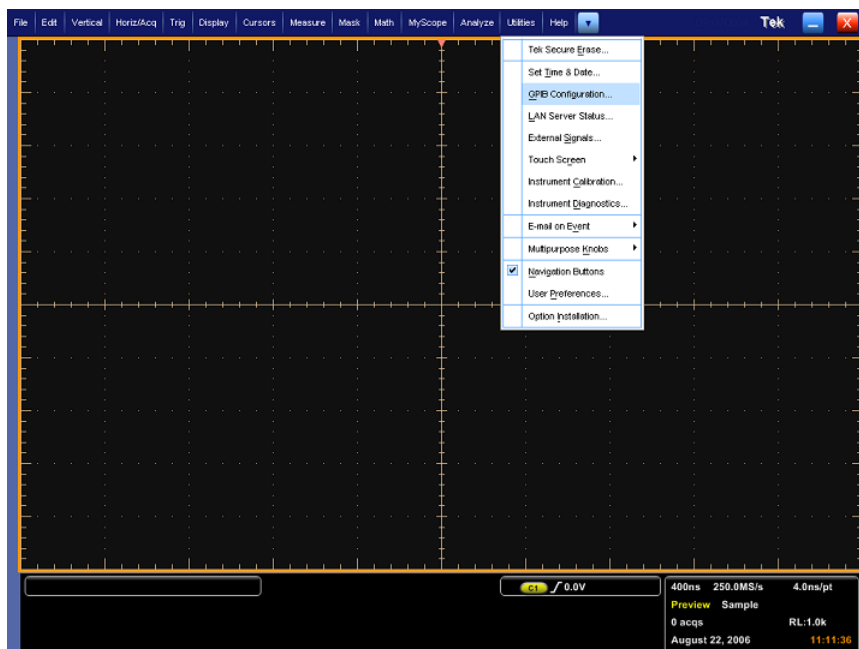 File Edit Vertical Horiz/Acq Trig Display Cursors Measure Mask Math MyScope Analyze Utilities Help Tek
Tek Secure Erase...
Set Time & Date...
GPIB Configuration...
LAN Server Status...
External Signals...
Touch Screen
Instrument Calibration...
Instrument Diagnostics...
E-mail on Event
Multipurpose Knobs
Navigation Buttons
User Preferences...
Option Installation...
C1 0.0V
400ns 250.0MS/s 4.0ns/pt
Preview Sample
0 acqs RL:1.0k
August 22, 2006 11:11:36